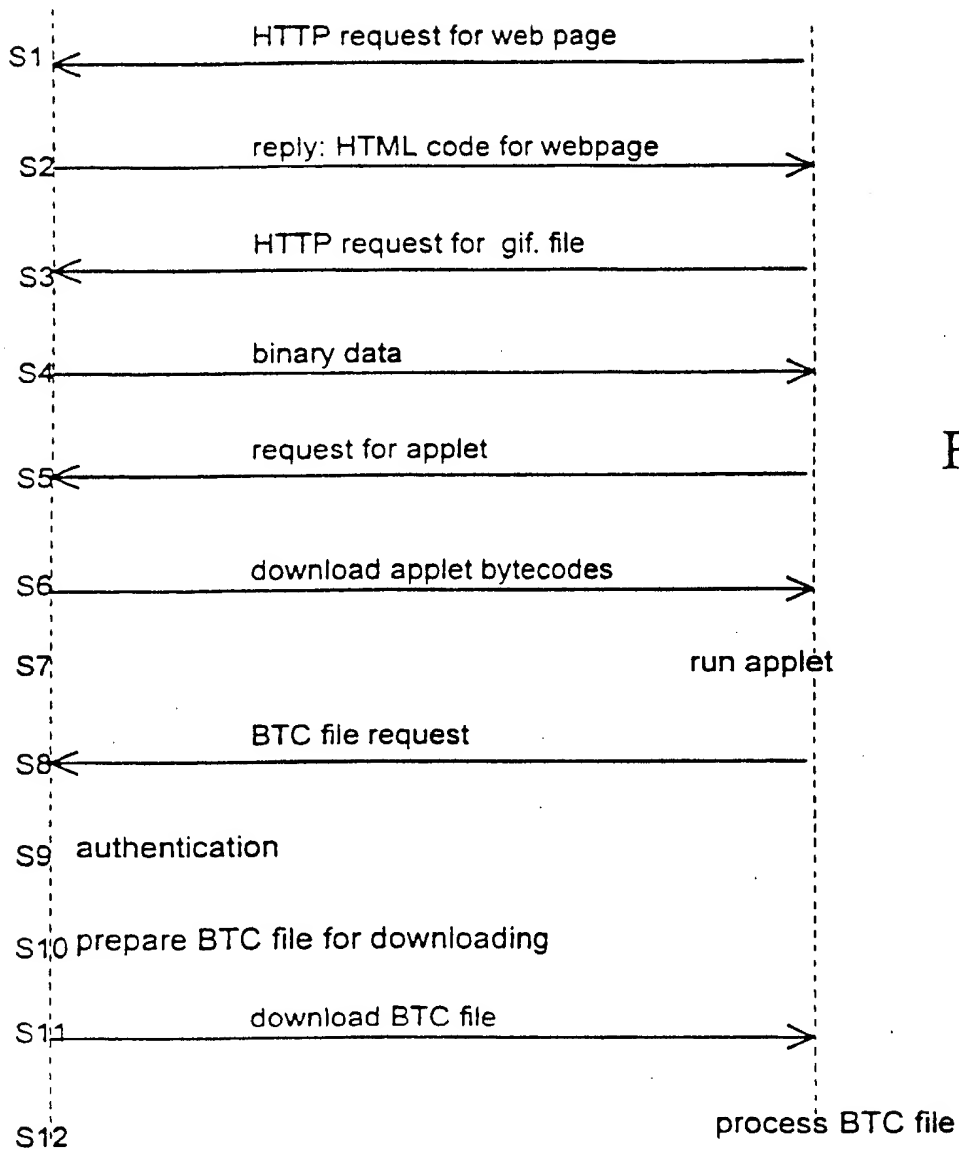 S1 HTTP request for web page
S2 reply: HTML code for webpage
S3 HTTP request for gif. file
S4 binary data
S5 request for applet
F
S6 download applet bytecodes
S7 run applet
S8 BTC file request
S9 authentication
S10 prepare BTC file for downloading
S11 download BTC file
S12 process BTC file